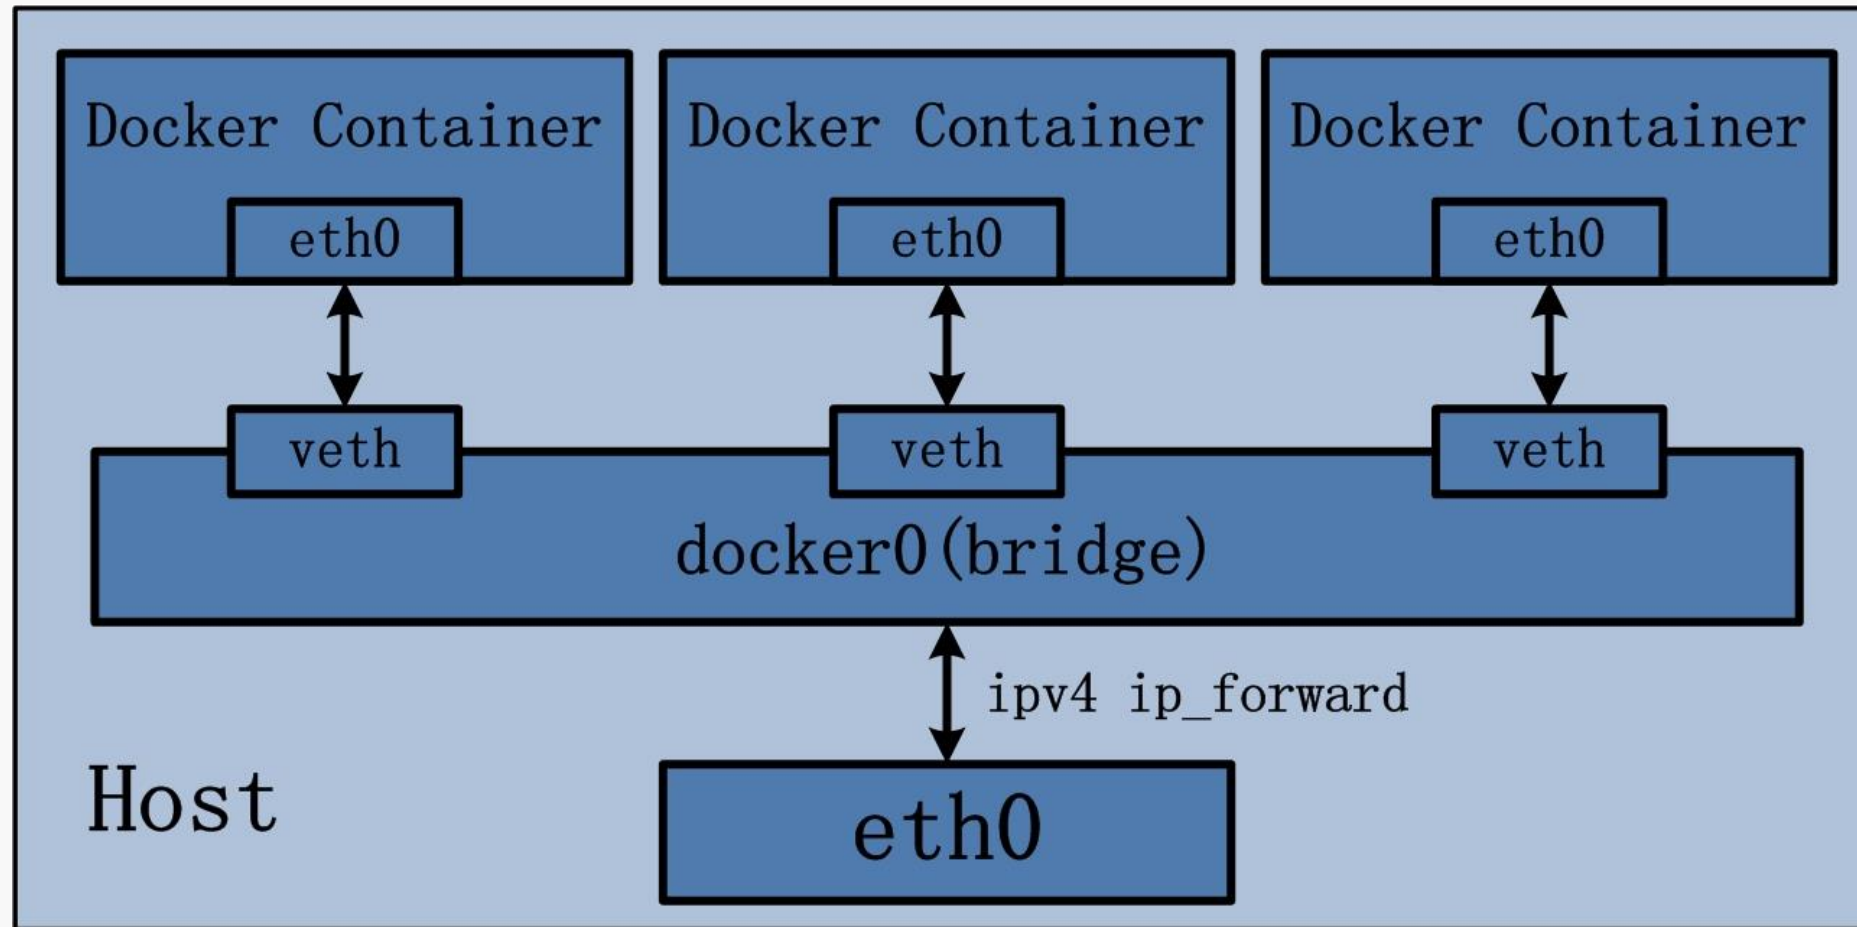 Docker Container
Docker Container
Docker Container
eth0
eth0
eth0
veth
veth
veth
docker0(bridge)
ipv4 ip_forward
Host
eth0